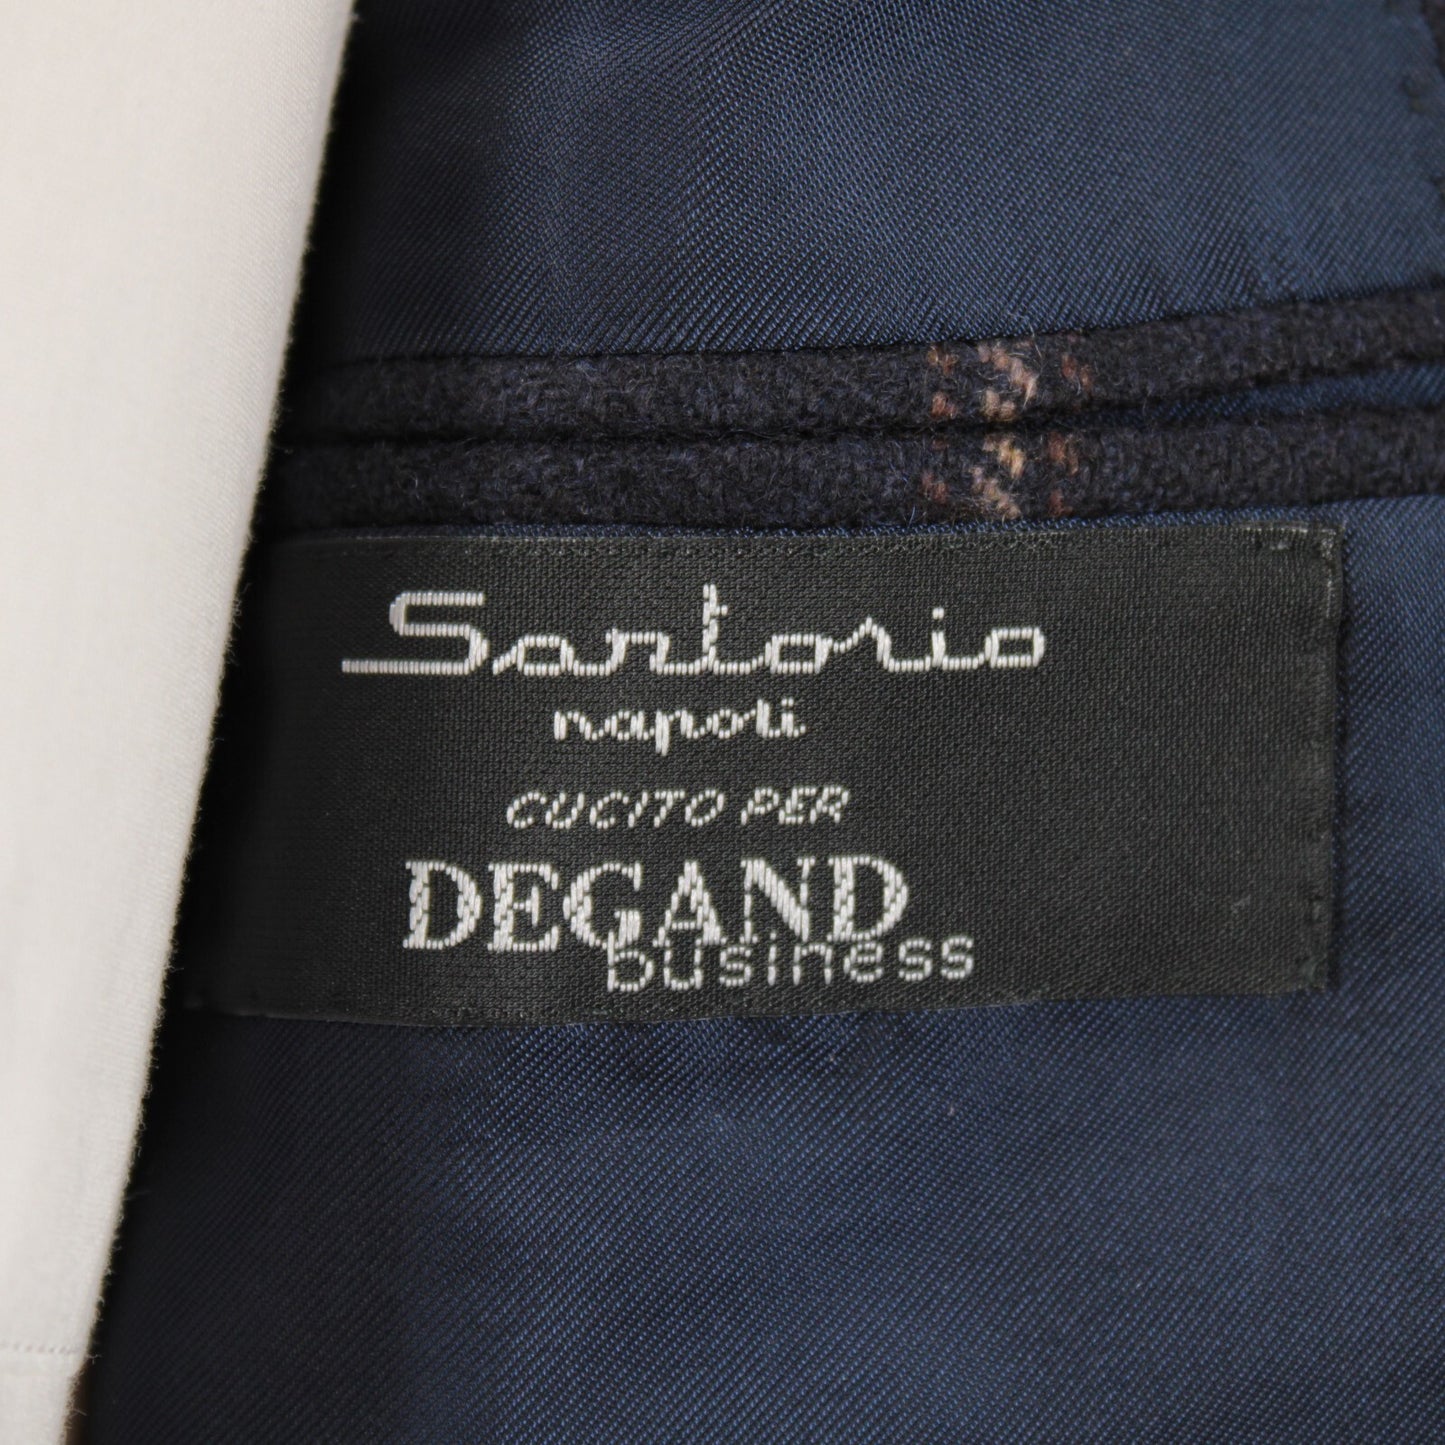 Sartorio
napoli
CUCITO PER
DEGAND
business